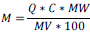 M = Q * C * MW
MV * 100